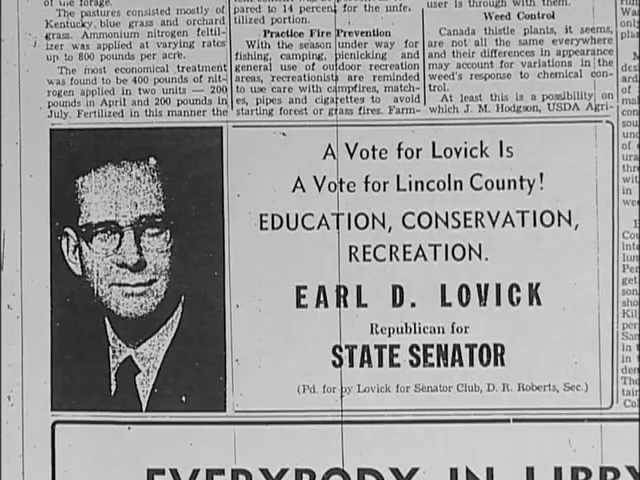 of the forage.
The pastures consisted mostly of
Kentucky, blue grass and orchard
grass. Ammonium nitrogen fertil-
izer was applied at varying rates
up to 800 pounds per acre.
The most economical treatment
was found to be 400 pounds of nit-
rogen applied in two units — 200
pounds in April and 200 pounds in
July. Fertilized in this manner the
pared to 14 percent for the unfe
tilized portion.
Practice Fire Prevention
With the season under way for
fishing, camping, picnicking and
general use of outdoor recreation
areas, recreationists are reminded
to use care with campfires, match-
es, pipes and cigarettes to avoid
starting forest or grass fires. Farm-
user is through with them.
Weed Control
Canada thistle plants, it seems,
are not all the same everywhere
and their differences in appearance
may account for variations in the
weed's response to chemical con-
trol.
At least this is a possibility on
which J. M. Hodgson, USDA Agri-
A Vote for Lovick Is
A Vote for Lincoln County!
EDUCATION, CONSERVATION,
RECREATION.
EARL D. LOVICK
Republican for
STATE SENATOR
(Pd. for by Lovick for Senator Club, D. R. Roberts, Sec.)
EVERYBODY IN LIBBY